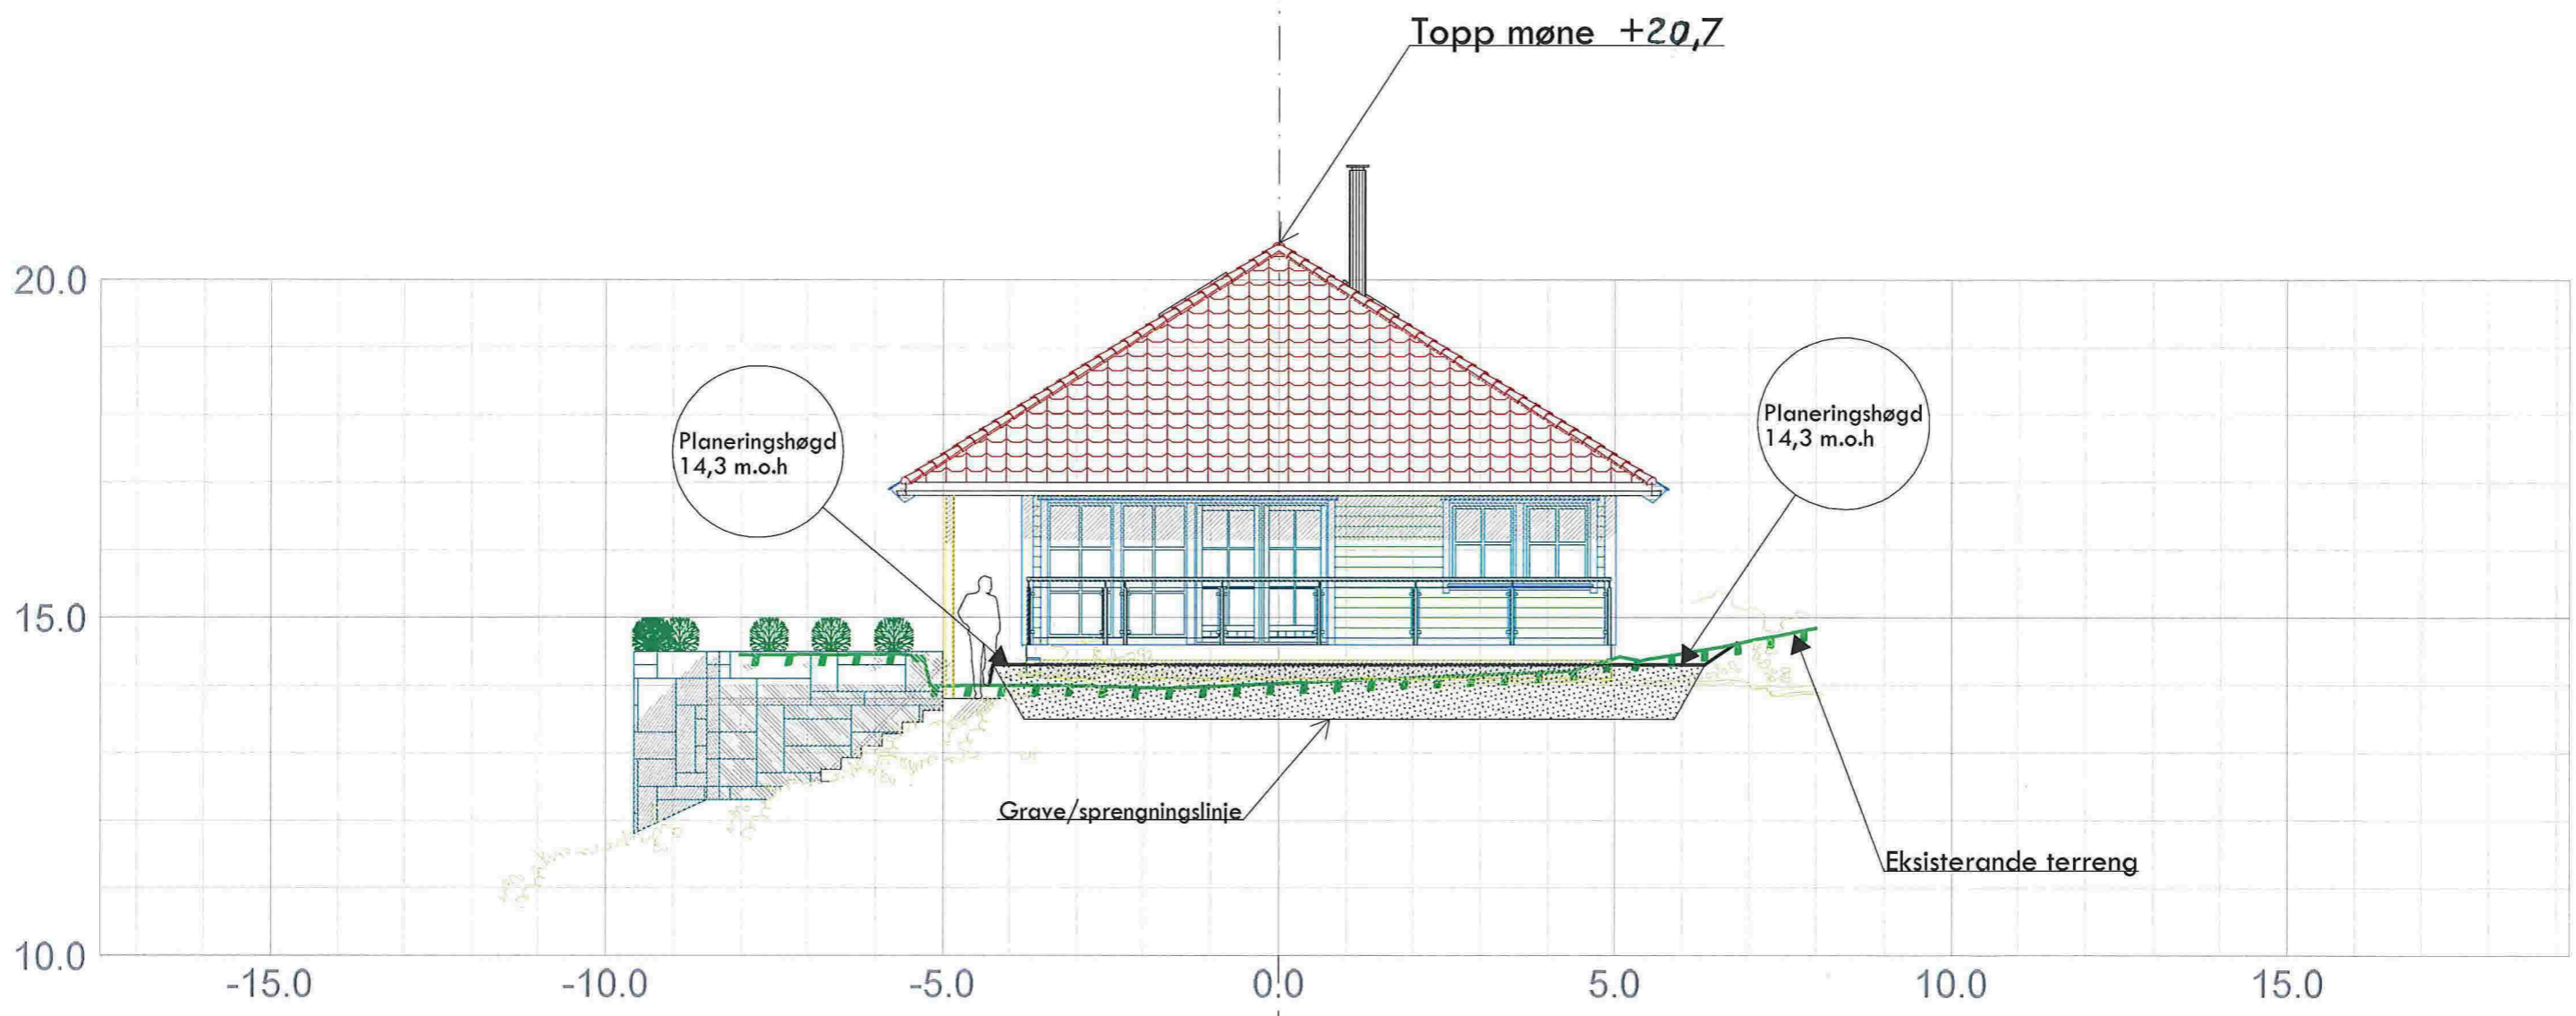 Topp møne +20,7
20.0
Planeringshøgd
14,3 m.o.h
Planeringshøgd
14,3 m.o.h
15.0
Grave/sprengningslinje
Eksisterande terreng
10.0
-15.0 -10.0 -5.0 0.0 5.0 10.0 15.0